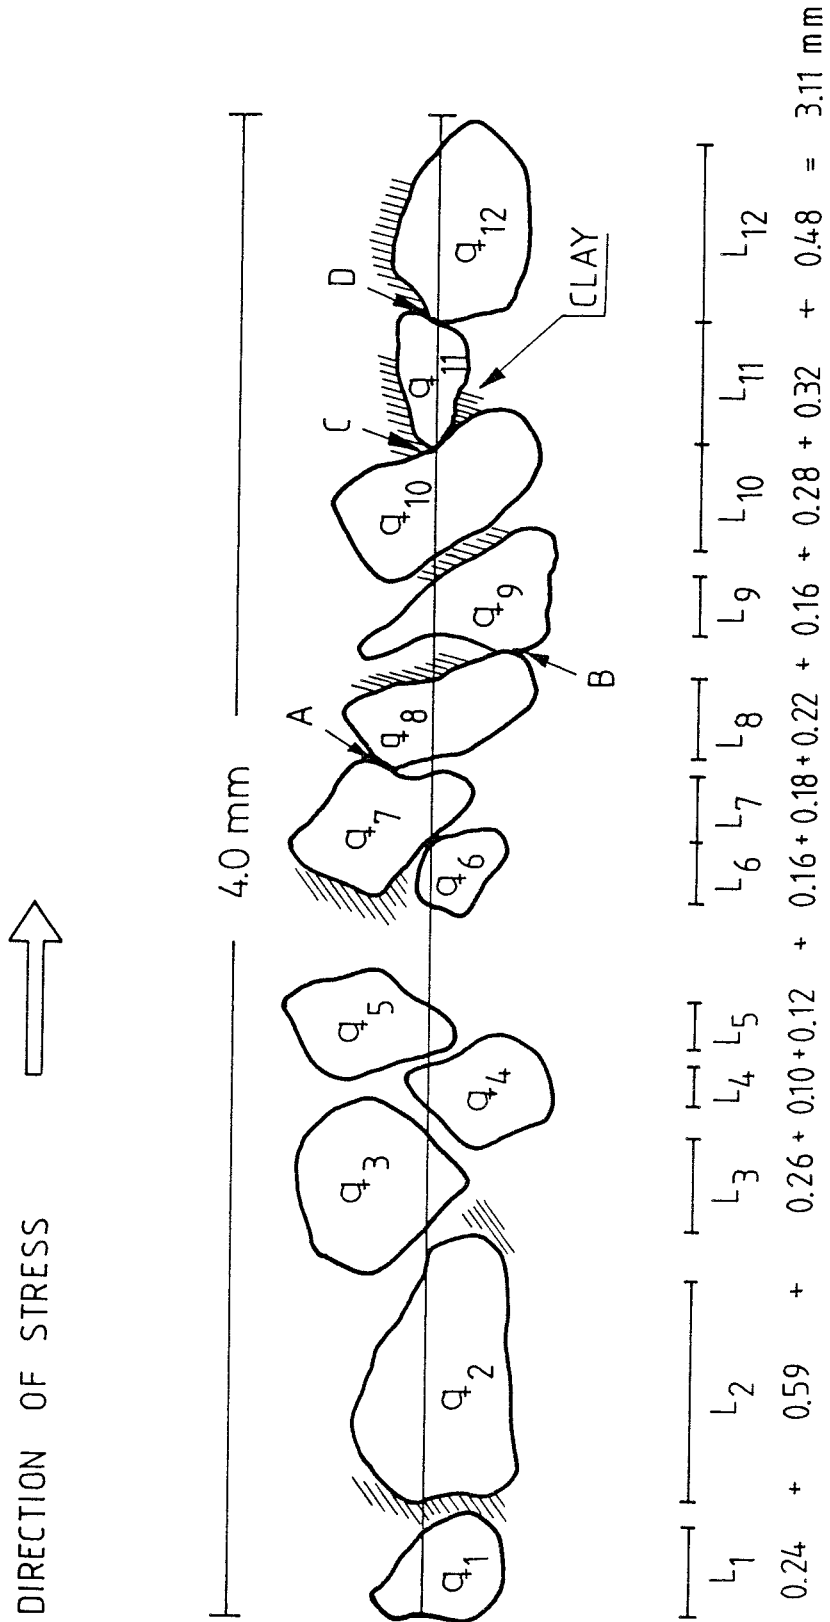 DIRECTION OF STRESS
4.0 mm
A
B
C
D
CLAY
q1 q2 q3 q4 q5 q6 q7 q8 q9 q10 q11 q12
L1 L2 L3 L4 L5 L6 L7 L8 L9 L10 L11 L12
0.24 + 0.59 + 0.26 + 0.10 + 0.12 + 0.16 + 0.18 + 0.22 + 0.16 + 0.28 + 0.32 + 0.48 = 3.11 mm